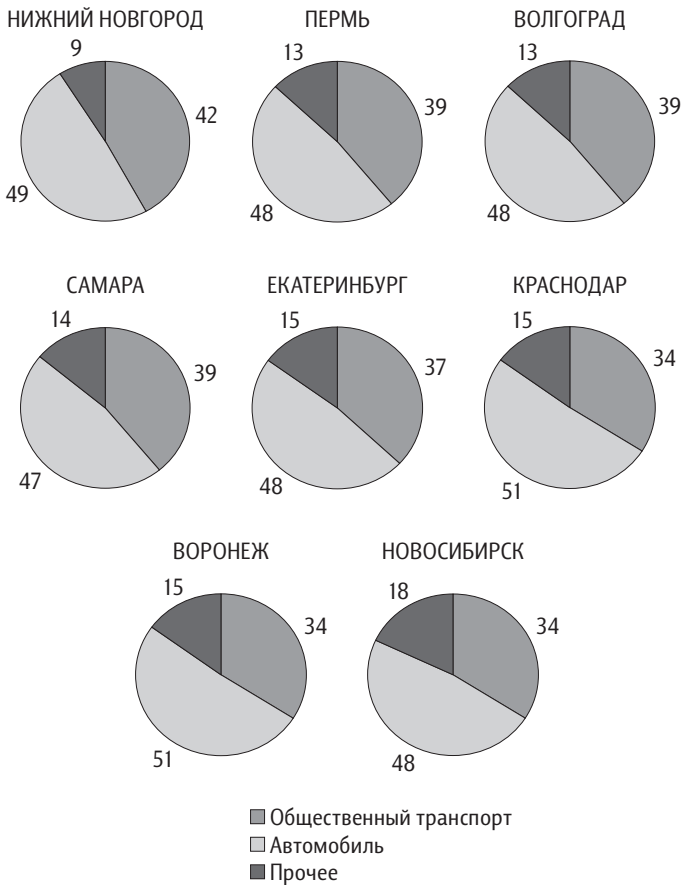 НИЖНИЙ НОВГОРОД
9
42
49
ПЕРМЬ
13
39
48
ВОЛГОГРАД
13
39
48
САМАРА
14
39
47
ЕКАТЕРИНБУРГ
15
37
48
КРАСНОДАР
15
34
51
ВОРОНЕЖ
15
34
51
НОВОСИБИРСК
18
34
48
Общественный транспорт
Автомобиль
Прочее